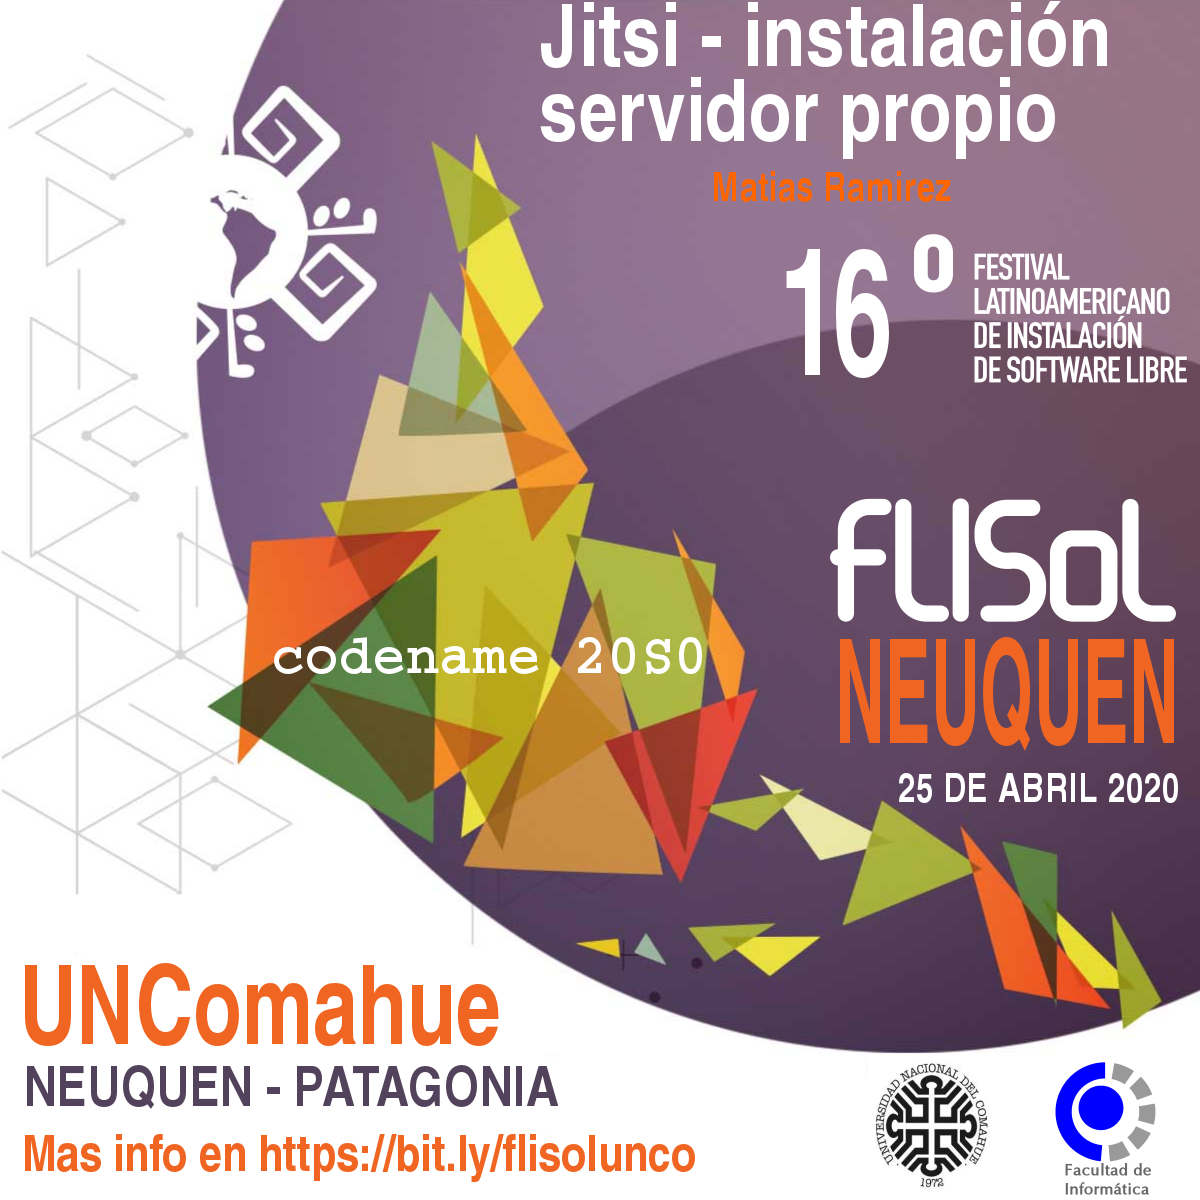 Jitsi - instalación
servidor propio
Matias Ramirez
16º
FESTIVAL
LATINOAMERICANO
DE INSTALACIÓN
DE SOFTWARE LIBRE
FLISoL
NEUQUEN
codename 20S0
25 DE ABRIL 2020
UNComahue
NEUQUEN - PATAGONIA
Mas info en https://bit.ly/flisolunco
UNIVERSIDAD NACIONAL DEL COMAHUE
1972
Facultad de
Informática